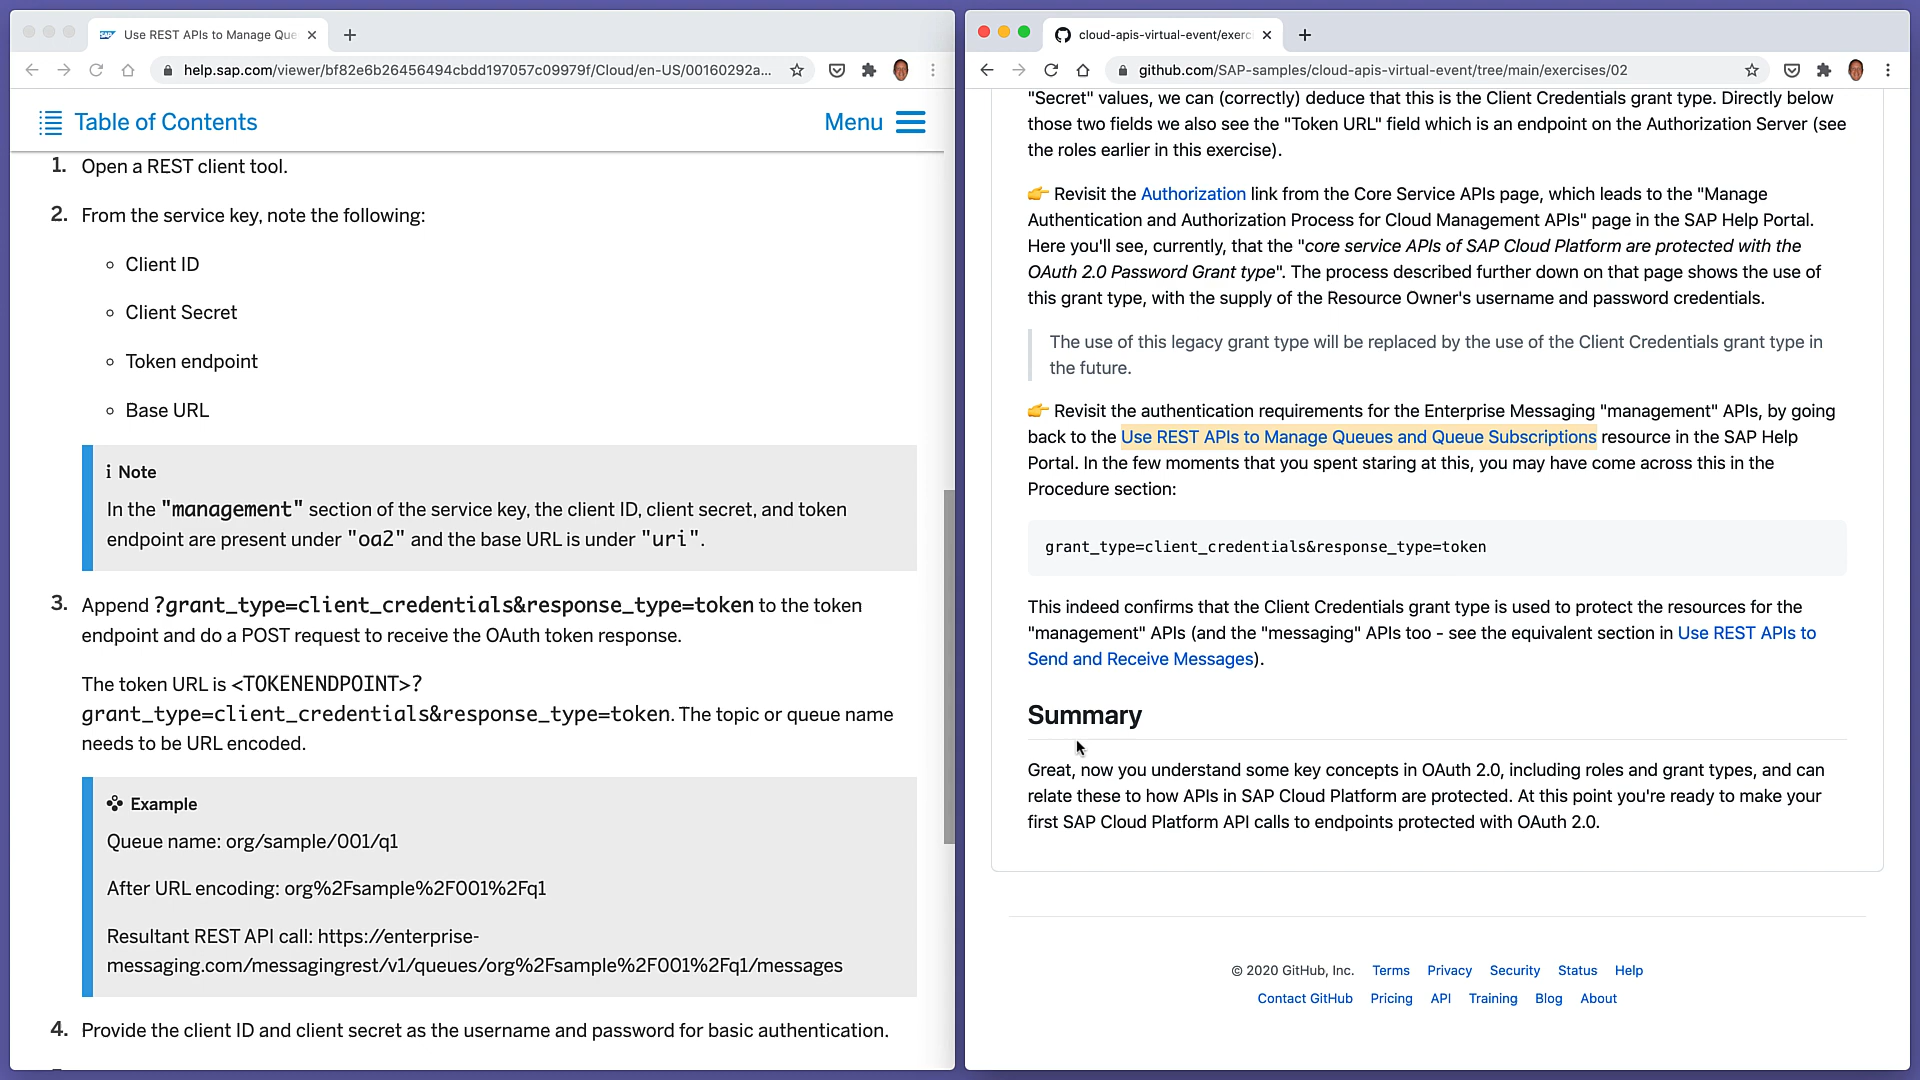 Use REST APIs to Manage Que
help.sap.com/viewer/bf82e6b26456494cbdd197057c09979f/Cloud/en-US/00160292a...
Table of Contents
Menu
1. Open a REST client tool.
2. From the service key, note the following:
Client ID
Client Secret
Token endpoint
Base URL
i Note
In the "management" section of the service key, the client ID, client secret, and token
endpoint are present under "oa2" and the base URL is under "uri".
3. Append ?grant_type=client_credentials&response_type=token to the token
endpoint and do a POST request to receive the OAuth token response.
The token URL is <TOKENENDPOINT>?
grant_type=client_credentials&response_type=token. The topic or queue name
needs to be URL encoded.
Example
Queue name: org/sample/001/q1
After URL encoding: org%2Fsample%2F001%2Fq1
Resultant REST API call: https://enterprise-
messaging.com/messagingrest/v1/queues/org%2Fsample%2F001%2Fq1/messages
4. Provide the client ID and client secret as the username and password for basic authentication.
cloud-apis-virtual-event/exerc
github.com/SAP-samples/cloud-apis-virtual-event/tree/main/exercises/02
"Secret" values, we can (correctly) deduce that this is the Client Credentials grant type. Directly below
those two fields we also see the "Token URL" field which is an endpoint on the Authorization Server (see
the roles earlier in this exercise).
👉 Revisit the Authorization link from the Core Service APIs page, which leads to the "Manage
Authentication and Authorization Process for Cloud Management APIs" page in the SAP Help Portal.
Here you'll see, currently, that the "core service APIs of SAP Cloud Platform are protected with the
OAuth 2.0 Password Grant type". The process described further down on that page shows the use of
this grant type, with the supply of the Resource Owner's username and password credentials.
The use of this legacy grant type will be replaced by the use of the Client Credentials grant type in
the future.
👉 Revisit the authentication requirements for the Enterprise Messaging "management" APIs, by going
back to the Use REST APIs to Manage Queues and Queue Subscriptions resource in the SAP Help
Portal. In the few moments that you spent staring at this, you may have come across this in the
Procedure section:
grant_type=client_credentials&response_type=token
This indeed confirms that the Client Credentials grant type is used to protect the resources for the
"management" APIs (and the "messaging" APIs too - see the equivalent section in Use REST APIs to
Send and Receive Messages).
Summary
Great, now you understand some key concepts in OAuth 2.0, including roles and grant types, and can
relate these to how APIs in SAP Cloud Platform are protected. At this point you're ready to make your
first SAP Cloud Platform API calls to endpoints protected with OAuth 2.0.
© 2020 GitHub, Inc. Terms Privacy Security Status Help
Contact GitHub Pricing API Training Blog About